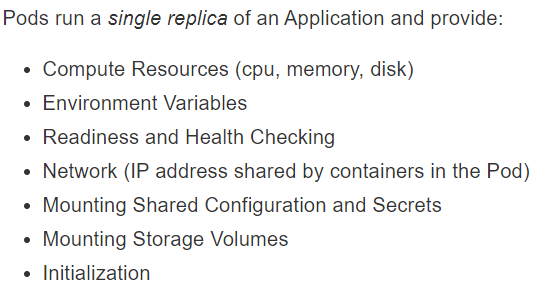 Pods run a single replica of an Application and provide:
• Compute Resources (cpu, memory, disk)
• Environment Variables
• Readiness and Health Checking
• Network (IP address shared by containers in the Pod)
• Mounting Shared Configuration and Secrets
• Mounting Storage Volumes
• Initialization